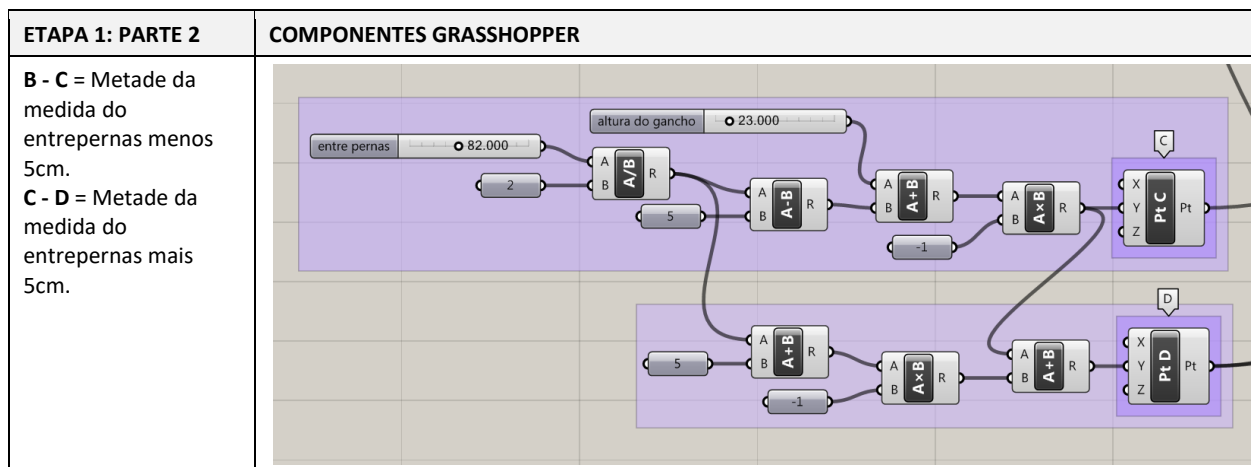 ETAPA 1: PARTE 2
COMPONENTES GRASSHOPPER
B - C = Metade da
medida do
entrepernas menos
5cm.
C - D = Metade da
medida do
entrepernas mais
5cm.
altura do gancho 23.000
entre pernas 82.000
2
A B A/B R
5
A B A-B R
A B A+B R
-1
A B A×B R
C
X Y Z Pt C Pt
5
A B A+B R
-1
A B A×B R
A B A+B R
D
X Y Z Pt D Pt